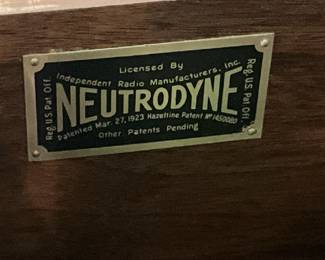 Licensed By
Independent Radio Manufacturers, Inc.
Reg. U.S. Pat. Off.
NEUTRODYNE
Reg. U.S. Pat. Off.
Patented Mar. 27, 1923 Hazeltine Patent No 1450080
Other Patents Pending